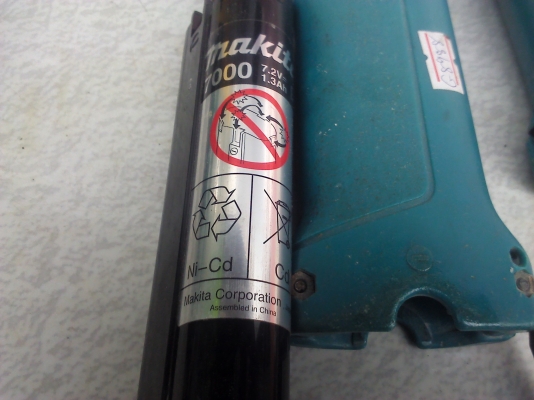 makita
7000
7.2V
1.3Ah
Ni-Cd
Cd
Makita Corporation
Assembled in China